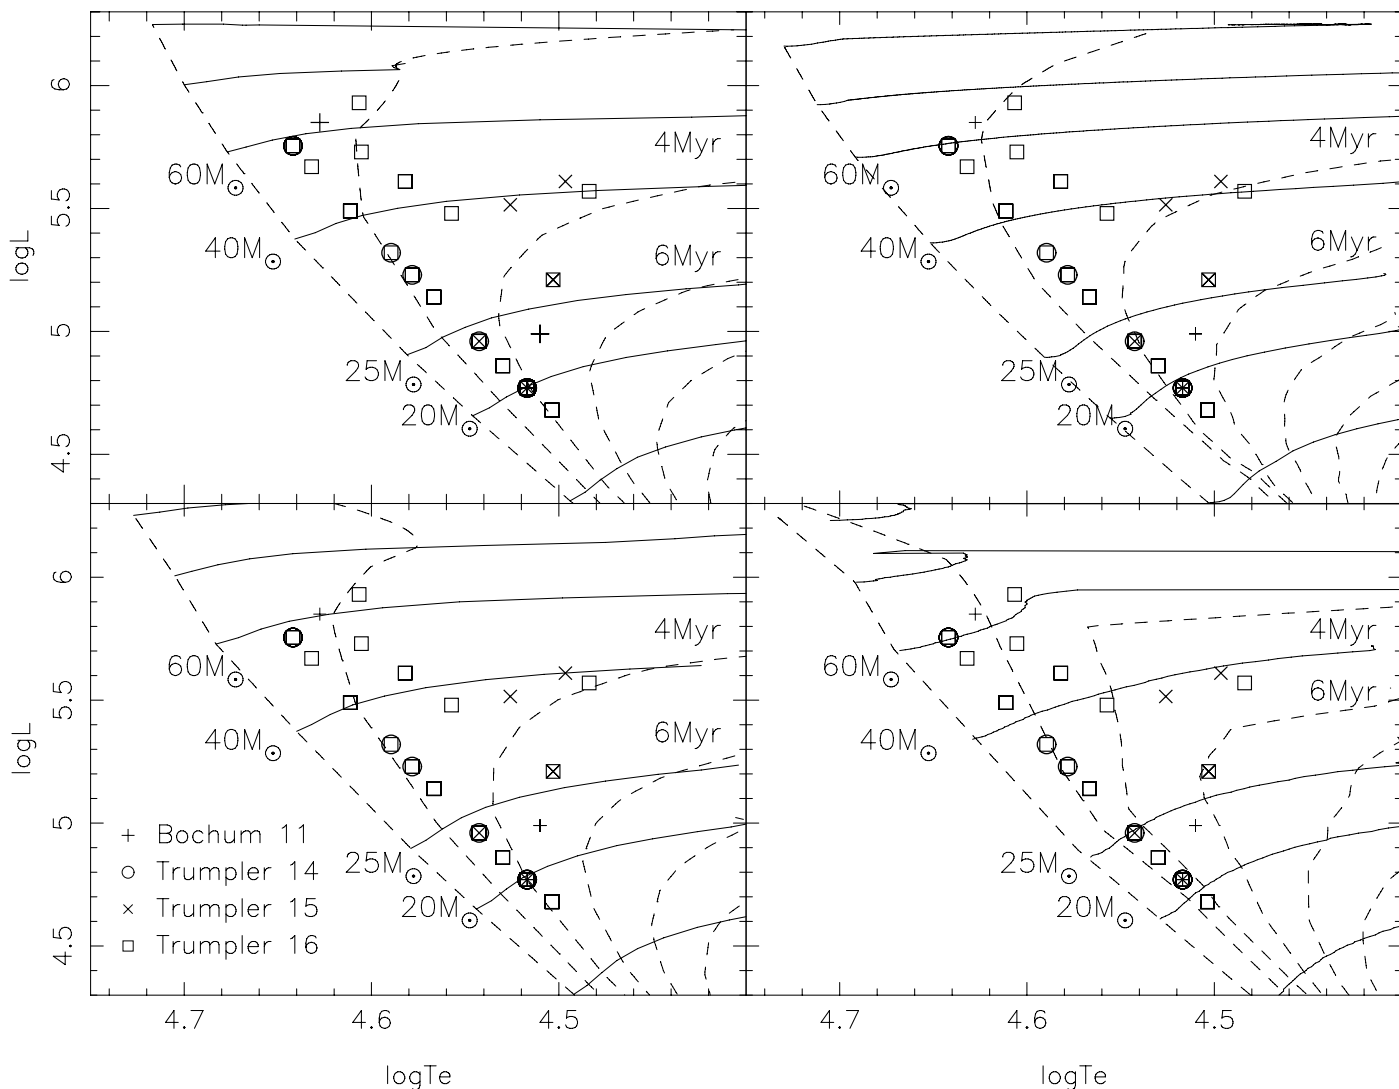 6
5.5
5
4.5
logL
60M⊙
40M⊙
25M⊙
20M⊙
4Myr
6Myr
60M⊙
40M⊙
25M⊙
20M⊙
4Myr
6Myr
6
5.5
5
4.5
logL
60M⊙
40M⊙
25M⊙
20M⊙
4Myr
6Myr
+ Bochum 11
○ Trumpler 14
× Trumpler 15
□ Trumpler 16
60M⊙
40M⊙
25M⊙
20M⊙
4Myr
6Myr
4.7 4.6 4.5
logTe
4.7 4.6 4.5
logTe